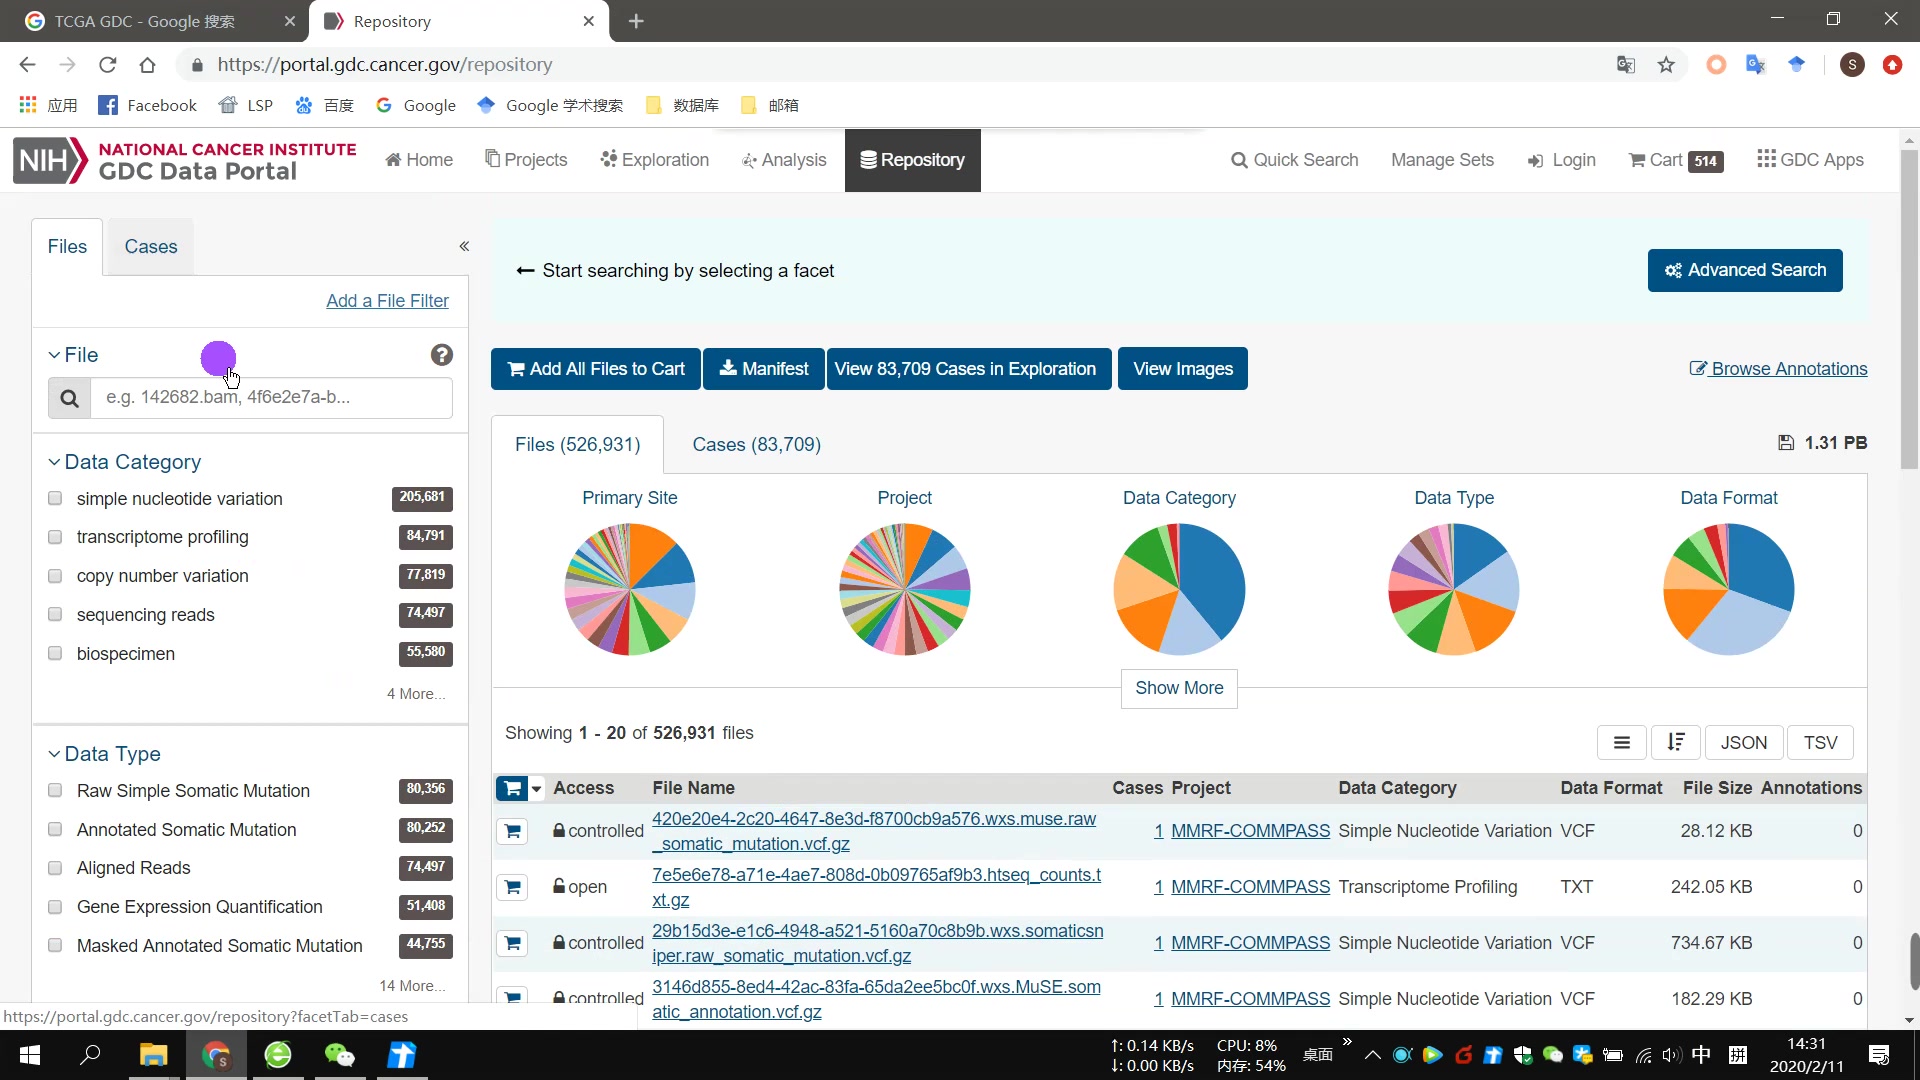 TCGA GDC - Google 搜索
Repository
https://portal.gdc.cancer.gov/repository
S
应用 Facebook LSP 百度 Google Google 学术搜索 数据库 邮箱
NIH NATIONAL CANCER INSTITUTE
GDC Data Portal
Home Projects Exploration Analysis Repository Quick Search Manage Sets Login Cart 514 GDC Apps
Files Cases «
Start searching by selecting a facet
Advanced Search
Add a File Filter
File ?
e.g. 142682.bam, 4f6e2e7a-b...
Add All Files to Cart Manifest View 83,709 Cases in Exploration View Images Browse Annotations
Files (526,931) Cases (83,709) 1.31 PB
Data Category
simple nucleotide variation 205,681
transcriptome profiling 84,791
copy number variation 77,819
sequencing reads 74,497
biospecimen 55,580
4 More...
Data Type
Raw Simple Somatic Mutation 80,356
Annotated Somatic Mutation 80,252
Aligned Reads 74,497
Gene Expression Quantification 51,408
Masked Annotated Somatic Mutation 44,755
14 More...
Primary Site Project Data Category Data Type Data Format
Show More
Showing 1 - 20 of 526,931 files
JSON TSV
Access File Name Cases Project Data Category Data Format File Size Annotations
controlled 420e20e4-2c20-4647-8e3d-f8700cb9a576.wxs.muse.raw 1 MMRF-COMMPASS Simple Nucleotide Variation VCF 28.12 KB 0
_somatic_mutation.vcf.gz
open 7e5e6e78-a71e-4ae7-808d-0b09765af9b3.htseq_counts.t 1 MMRF-COMMPASS Transcriptome Profiling TXT 242.05 KB 0
xt.gz
controlled 29b15d3e-e1c6-4948-a521-5160a70c8b9b.wxs.somaticsn 1 MMRF-COMMPASS Simple Nucleotide Variation VCF 734.67 KB 0
iper.raw_somatic_mutation.vcf.gz
controlled 3146d855-8ed4-42ac-83fa-65da2ee5bc0f.wxs.MuSE.som 1 MMRF-COMMPASS Simple Nucleotide Variation VCF 182.29 KB 0
atic_annotation.vcf.gz
https://portal.gdc.cancer.gov/repository?facetTab=cases
↑: 0.14 KB/s CPU: 8%
↓: 0.00 KB/s 内存: 54%
桌面 » 中 拼
14:31
2020/2/11